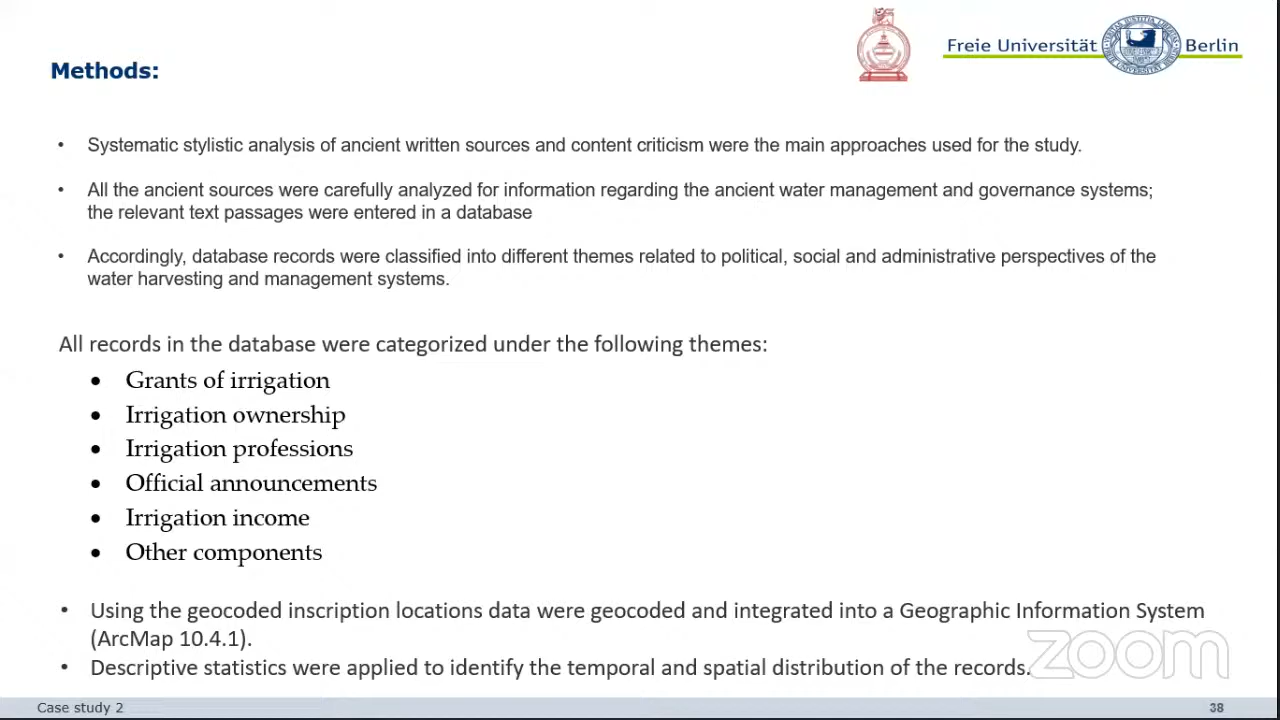 Freie Universität Berlin
Methods:
• Systematic stylistic analysis of ancient written sources and content criticism were the main approaches used for the study.
• All the ancient sources were carefully analyzed for information regarding the ancient water management and governance systems;
the relevant text passages were entered in a database
• Accordingly, database records were classified into different themes related to political, social and administrative perspectives of the
water harvesting and management systems.
All records in the database were categorized under the following themes:
• Grants of irrigation
• Irrigation ownership
• Irrigation professions
• Official announcements
• Irrigation income
• Other components
• Using the geocoded inscription locations data were geocoded and integrated into a Geographic Information System
(ArcMap 10.4.1).
• Descriptive statistics were applied to identify the temporal and spatial distribution of the records.
zoom
Case study 2
38